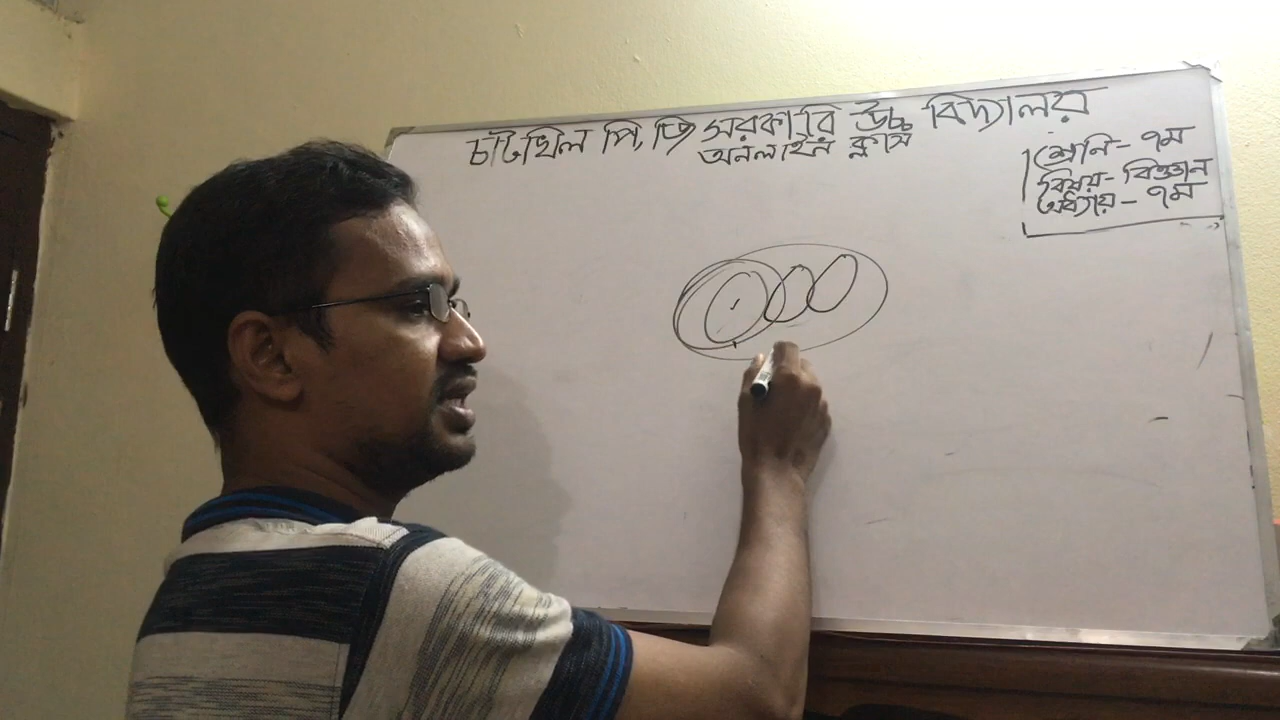 চাটখিল পি, জি সরকারি উচ্চ বিদ্যালয়
অনলাইন ক্লাস
শ্রেণি - ৭ম
বিষয় - বিজ্ঞান
অধ্যায় - ৭ম